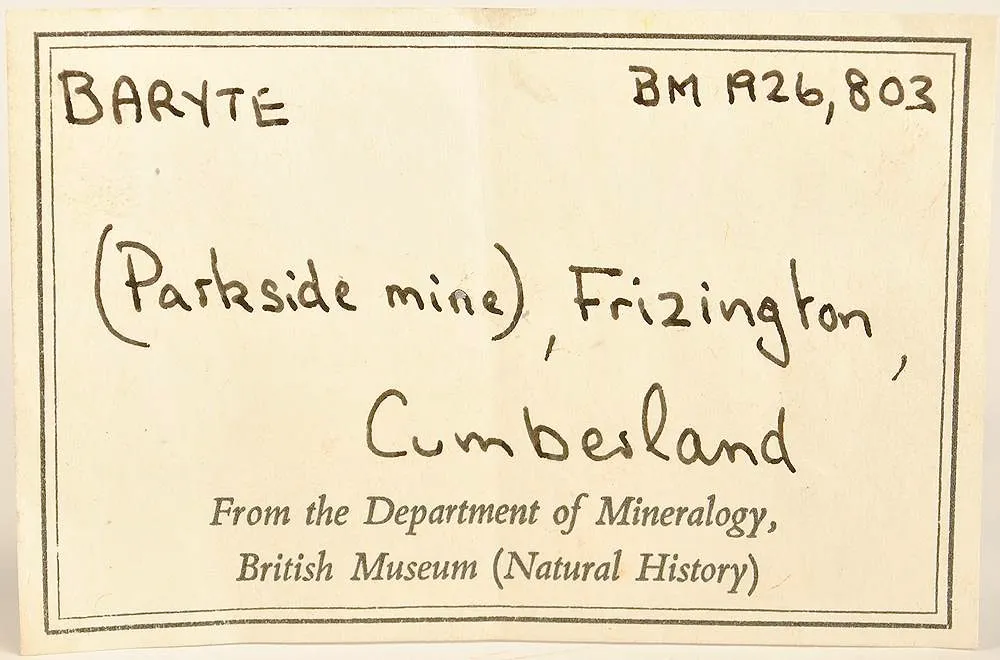 BARYTE BM 1926,803
(Parkside mine), Frizington,
Cumberland
From the Department of Mineralogy,
British Museum (Natural History)